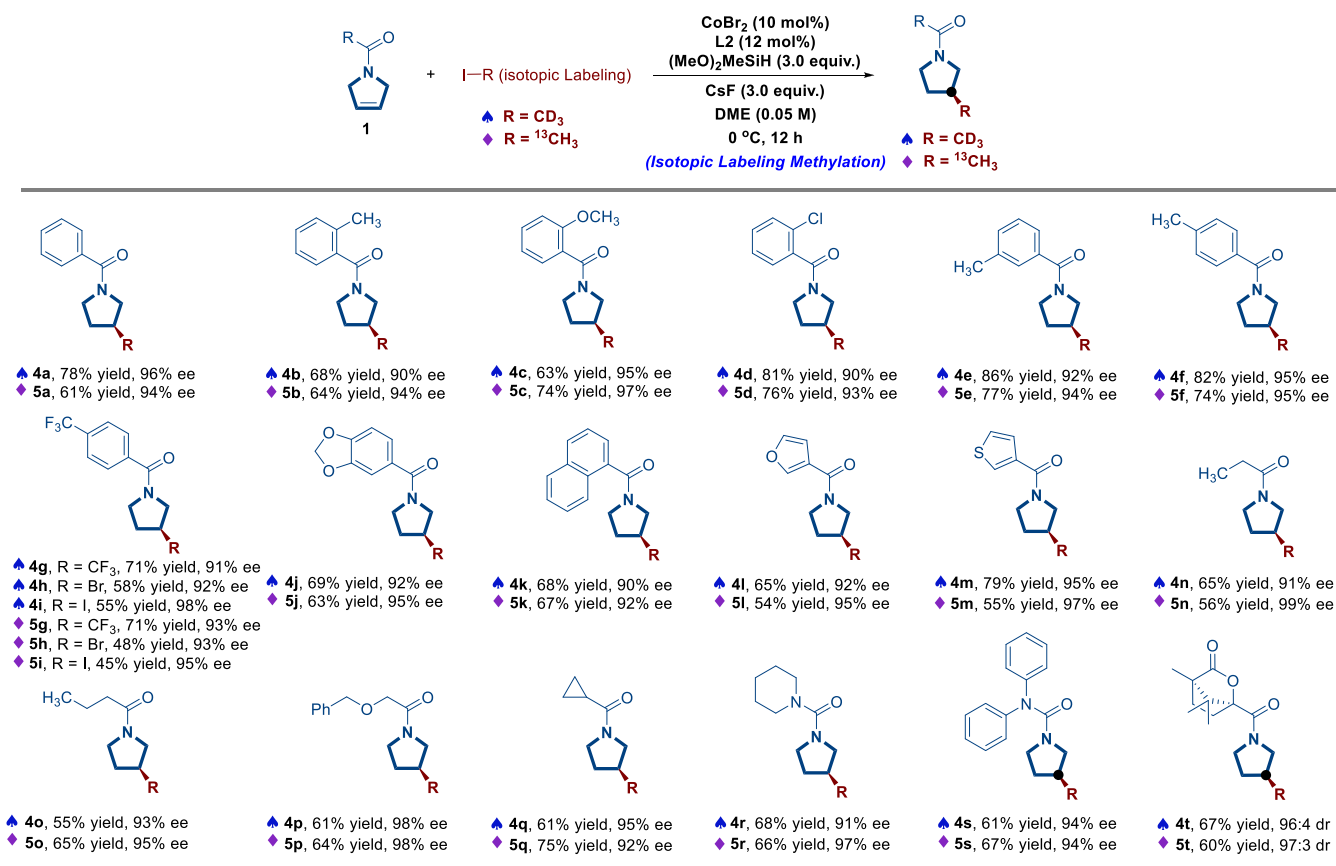 R
O
N
1
+
I—R (isotopic Labeling)
♠ R = CD3
♦ R = 13CH3
CoBr2 (10 mol%)
L2 (12 mol%)
(MeO)2MeSiH (3.0 equiv.)
CsF (3.0 equiv.)
DME (0.05 M)
0 °C, 12 h
(Isotopic Labeling Methylation)
R
O
N
R
♠ R = CD3
♦ R = 13CH3
O
N
R
♠ 4a, 78% yield, 96% ee
♦ 5a, 61% yield, 94% ee
CH3
O
N
R
♠ 4b, 68% yield, 90% ee
♦ 5b, 64% yield, 94% ee
OCH3
O
N
R
♠ 4c, 63% yield, 95% ee
♦ 5c, 74% yield, 97% ee
Cl
O
N
R
♠ 4d, 81% yield, 90% ee
♦ 5d, 76% yield, 93% ee
H3C
O
N
R
♠ 4e, 86% yield, 92% ee
♦ 5e, 77% yield, 94% ee
H3C
O
N
R
♠ 4f, 82% yield, 95% ee
♦ 5f, 74% yield, 95% ee
F3C
O
N
R
♠ 4g, R = CF3, 71% yield, 91% ee
♠ 4h, R = Br, 58% yield, 92% ee
♠ 4i, R = I, 55% yield, 98% ee
♦ 5g, R = CF3, 71% yield, 93% ee
♦ 5h, R = Br, 48% yield, 93% ee
♦ 5i, R = I, 45% yield, 95% ee
O
O
O
N
R
♠ 4j, 69% yield, 92% ee
♦ 5j, 63% yield, 95% ee
O
N
R
♠ 4k, 68% yield, 90% ee
♦ 5k, 67% yield, 92% ee
O
O
N
R
♠ 4l, 65% yield, 92% ee
♦ 5l, 54% yield, 95% ee
S
O
N
R
♠ 4m, 79% yield, 95% ee
♦ 5m, 55% yield, 97% ee
H3C
O
N
R
♠ 4n, 65% yield, 91% ee
♦ 5n, 56% yield, 99% ee
H3C
O
N
R
♠ 4o, 55% yield, 93% ee
♦ 5o, 65% yield, 95% ee
Ph
O
O
N
R
♠ 4p, 61% yield, 98% ee
♦ 5p, 64% yield, 98% ee
O
N
R
♠ 4q, 61% yield, 95% ee
♦ 5q, 75% yield, 92% ee
N
O
N
R
♠ 4r, 68% yield, 91% ee
♦ 5r, 66% yield, 97% ee
N
O
N
R
♠ 4s, 61% yield, 94% ee
♦ 5s, 67% yield, 94% ee
O
O
O
N
R
♠ 4t, 67% yield, 96:4 dr
♦ 5t, 60% yield, 97:3 dr